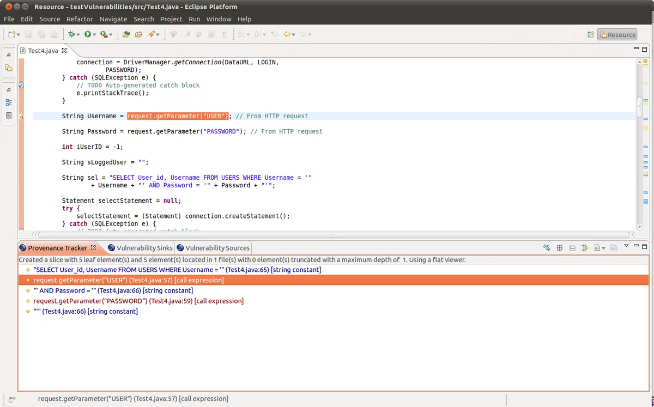 Resource - testVulnerabilities/src/Test4.java - Eclipse Platform
File Edit Source Refactor Navigate Search Project Run Window Help
Resource
Test4.java
connection = DriverManager.getConnection(DataURL, LOGIN,
PASSWORD);
} catch (SQLException e) {
// TODO Auto-generated catch block
e.printStackTrace();
}
String Username = request.getParameter("USER"); // From HTTP request
String Password = request.getParameter("PASSWORD"); // From HTTP request
int iUserID = -1;
String sLoggedUser = "";
String sel = "SELECT User_id, Username FROM USERS WHERE Username = '"
+ Username + "' AND Password = '" + Password + "'";
Statement selectStatement = null;
try {
selectStatement = (Statement) connection.createStatement();
} catch (SQLException e) {
// TODO Auto-generated catch block
Provenance Tracker Vulnerability Sinks Vulnerability Sources
Created a slice with 5 leaf element(s) and 5 element(s) located in 1 file(s) with 0 element(s) truncated with a maximum depth of 1. Using a flat viewer.
"SELECT User_id, Username FROM USERS WHERE Username = '" (Test4.java:65) [string constant]
request.getParameter("USER") (Test4.java:57) [call expression]
"' AND Password = '" (Test4.java:66) [string constant]
request.getParameter("PASSWORD") (Test4.java:59) [call expression]
"'" (Test4.java:66) [string constant]
request.getParameter("USER") (Test4.java:57) [call expression]